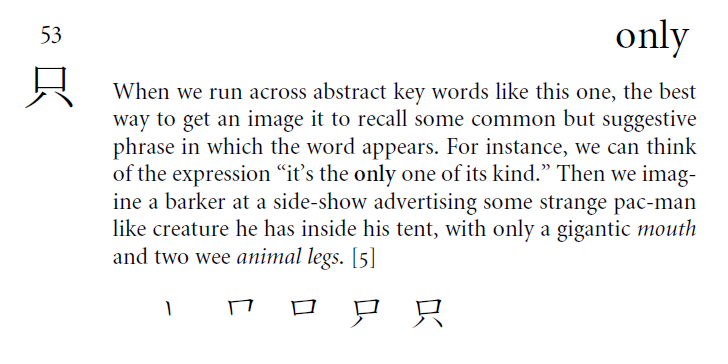 53
only
只
When we run across abstract key words like this one, the best
way to get an image it to recall some common but suggestive
phrase in which the word appears. For instance, we can think
of the expression “it’s the only one of its kind.” Then we imag-
ine a barker at a side-show advertising some strange pac-man
like creature he has inside his tent, with only a gigantic mouth
and two wee animal legs. [5]
丨 𠃍 口 尸 只